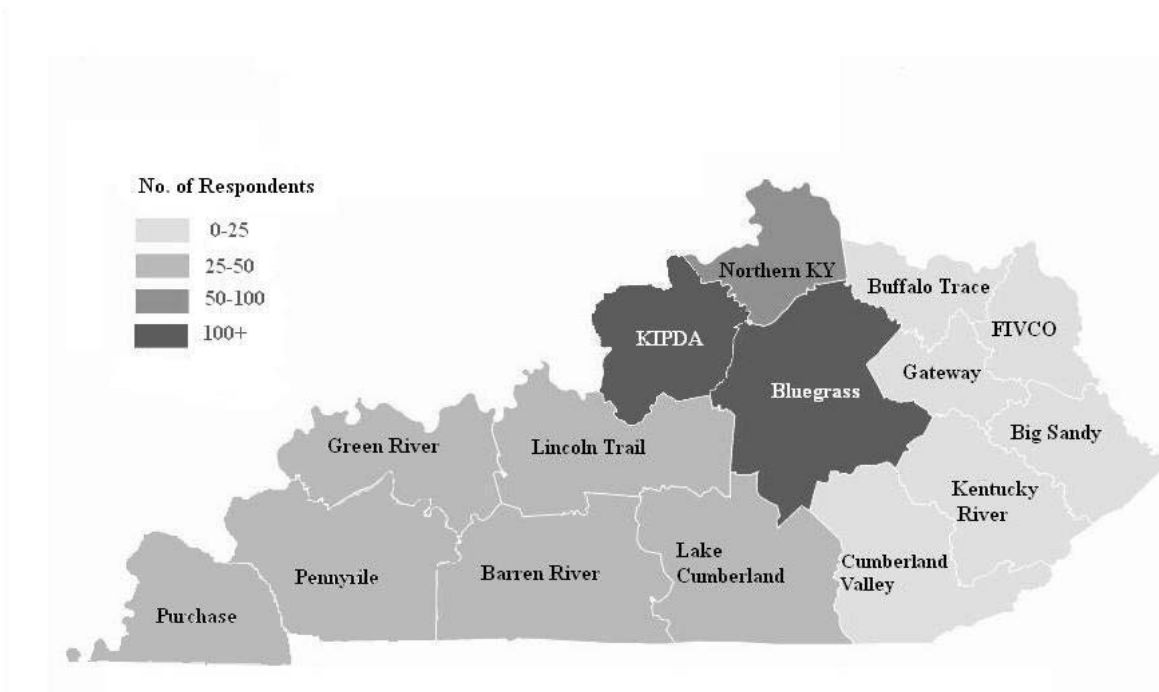 No. of Respondents
0-25
25-50
50-100
100+
Northern KY
Buffalo Trace
FIVCO
KIPDA
Gateway
Bluegrass
Big Sandy
Green River
Lincoln Trail
Kentucky
River
Lake
Cumberland
Cumberland
Valley
Barren River
Pennyrile
Purchase